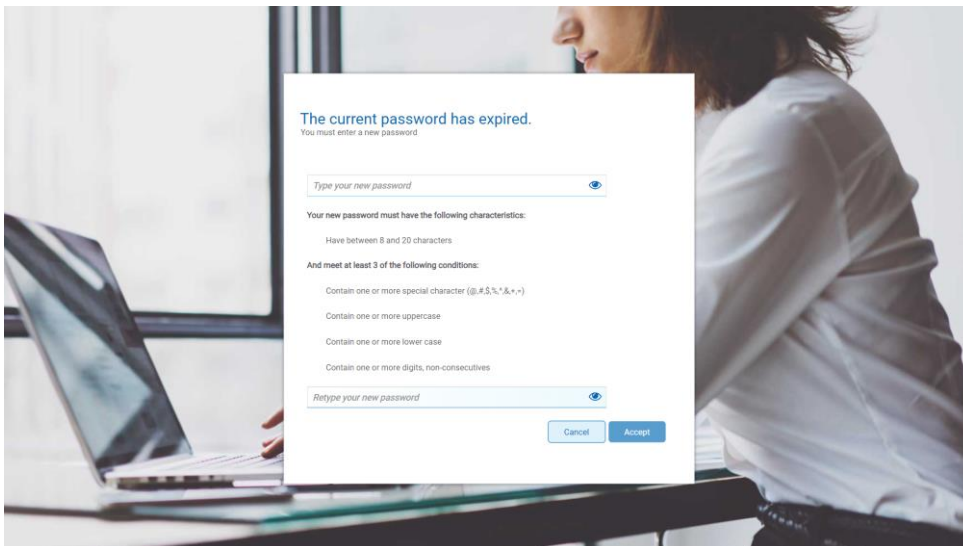 The current password has expired.
You must enter a new password
Type your new password
Your new password must have the following characteristics:
Have between 8 and 20 characters
And meet at least 3 of the following conditions:
Contain one or more special character (@,#,$,%,*,&,+,=)
Contain one or more uppercase
Contain one or more lower case
Contain one or more digits, non-consecutives
Retype your new password
Cancel Accept